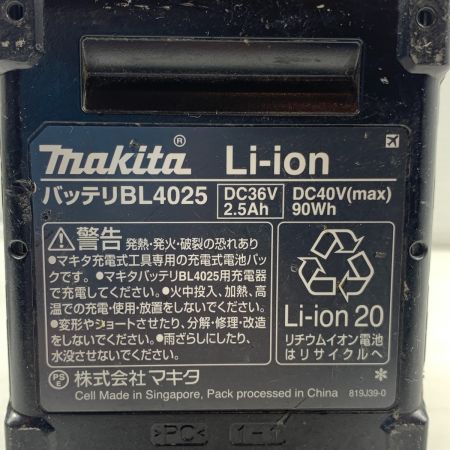 makita® Li-ion
バッテリBL4025 DC36V 2.5Ah DC40V(max) 90Wh
⚠警告 発熱・発火・破裂の恐れあり
●マキタ充電式工具専用の充電式電池パッ
クです。●マキタバッテリBL4025用充電器
で充電してください。●火中投入、加熱、高
温での充電・使用・放置をしないでください。
●変形やショートさせたり、分解・修理・改造
をしないでください。●雨ざらしにしたり、
水没させないでください。
Li-ion 20
リチウムイオン電池
はリサイクルへ
PSE 株式会社マキタ *
Cell Made in Singapore, Pack processed in China 819J39-0
>PC< 1-1